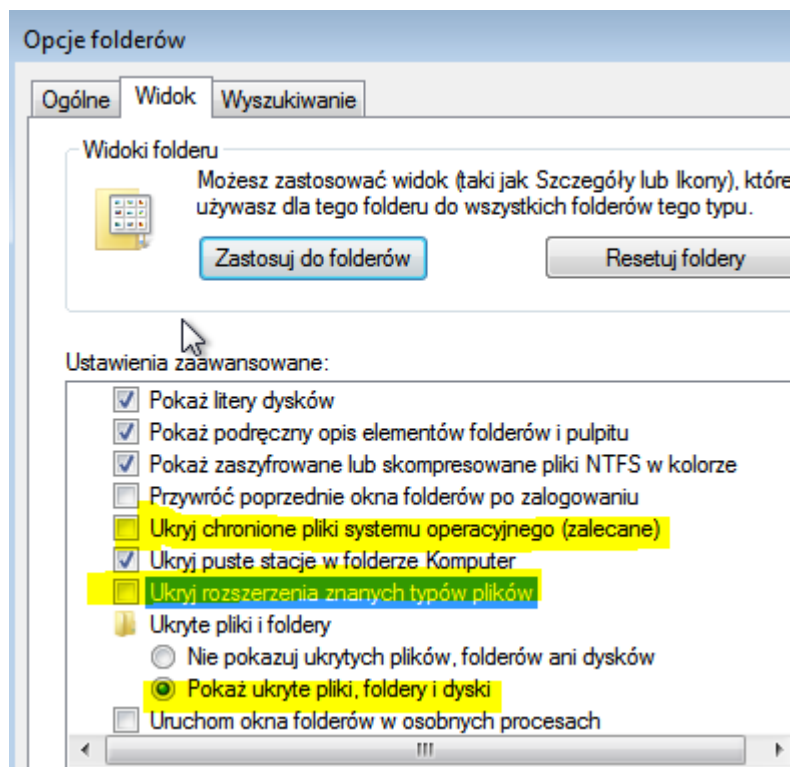 Opcje folderów
Ogólne Widok Wyszukiwanie
Widoki folderu
Możesz zastosować widok (taki jak Szczegóły lub Ikony), które
używasz dla tego folderu do wszystkich folderów tego typu.
Zastosuj do folderów Resetuj foldery
Ustawienia zaawansowane:
Pokaż litery dysków
Pokaż podręczny opis elementów folderów i pulpitu
Pokaż zaszyfrowane lub skompresowane pliki NTFS w kolorze
Przywróć poprzednie okna folderów po zalogowaniu
Ukryj chronione pliki systemu operacyjnego (zalecane)
Ukryj puste stacje w folderze Komputer
Ukryj rozszerzenia znanych typów plików
Ukryte pliki i foldery
Nie pokazuj ukrytych plików, folderów ani dysków
Pokaż ukryte pliki, foldery i dyski
Uruchom okna folderów w osobnych procesach